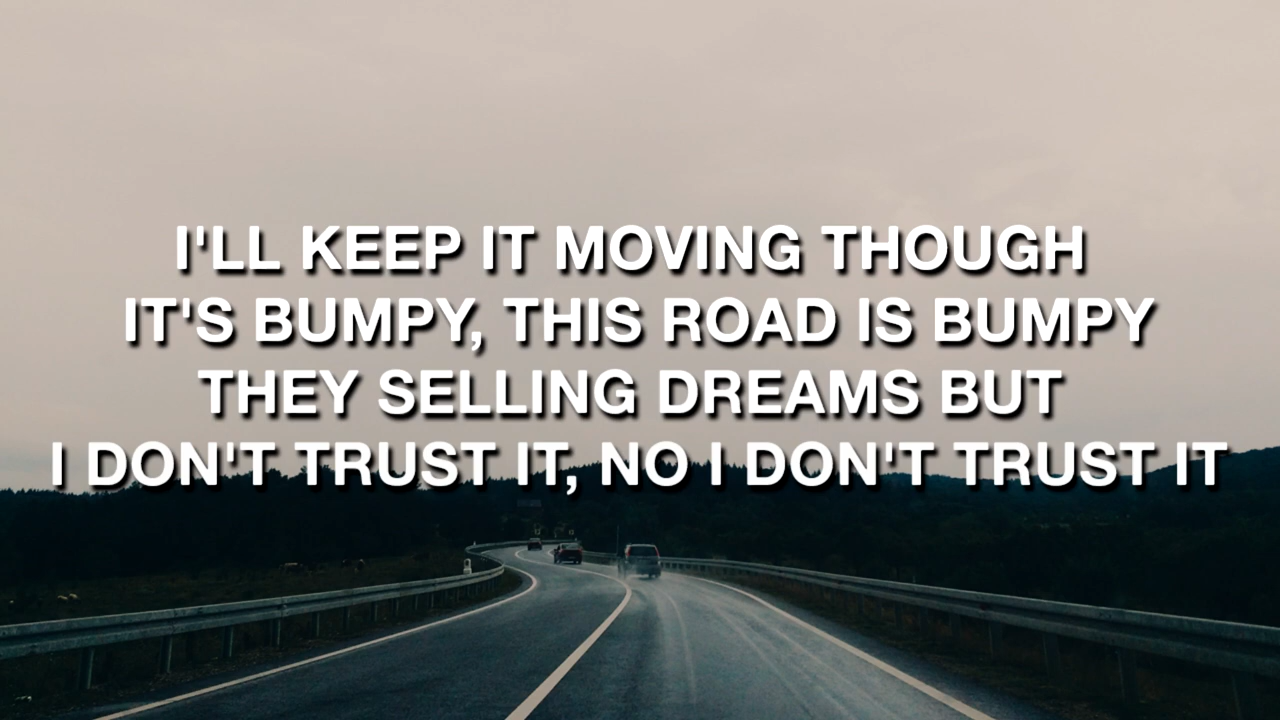 I'LL KEEP IT MOVING THOUGH
IT'S BUMPY, THIS ROAD IS BUMPY
THEY SELLING DREAMS BUT
I DON'T TRUST IT, NO I DON'T TRUST IT